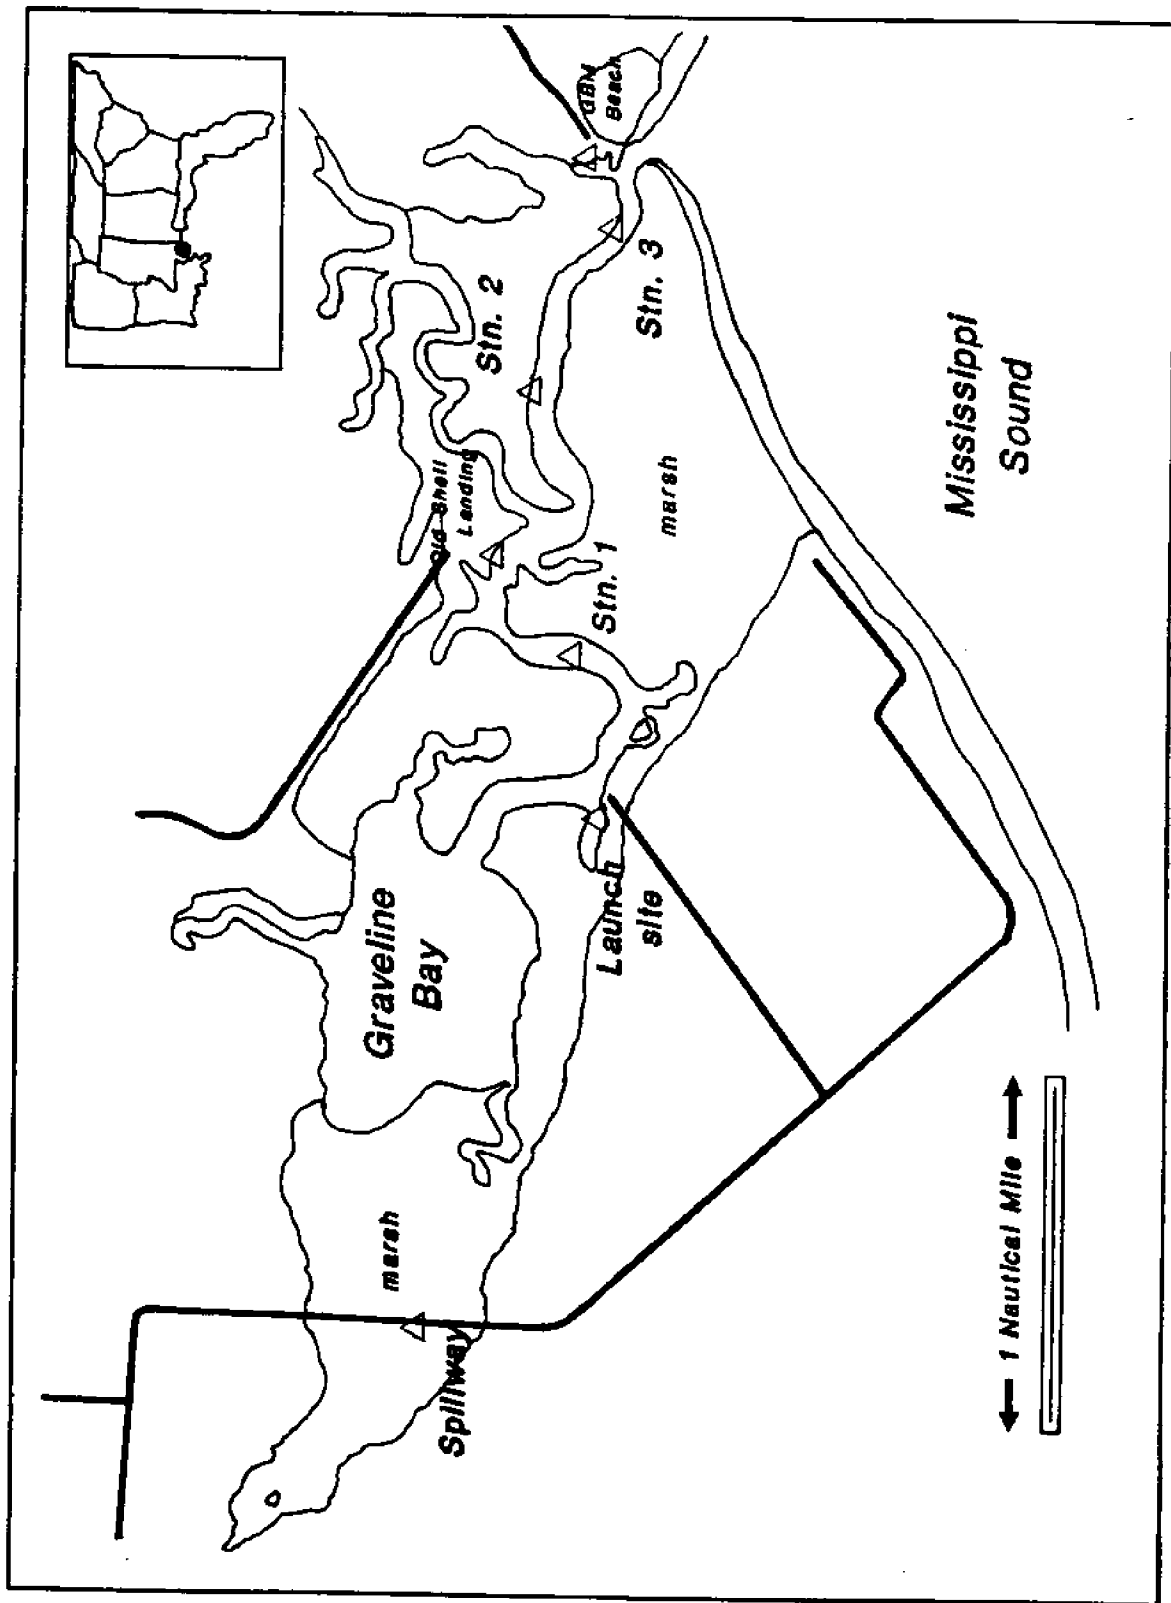 GBM
Beach
Stn. 2
Stn. 3
Old Shell
Landing
Stn. 1
marsh
Mississippi
Sound
Graveline
Bay
Launch
site
marsh
Spillway
1 Nautical Mile